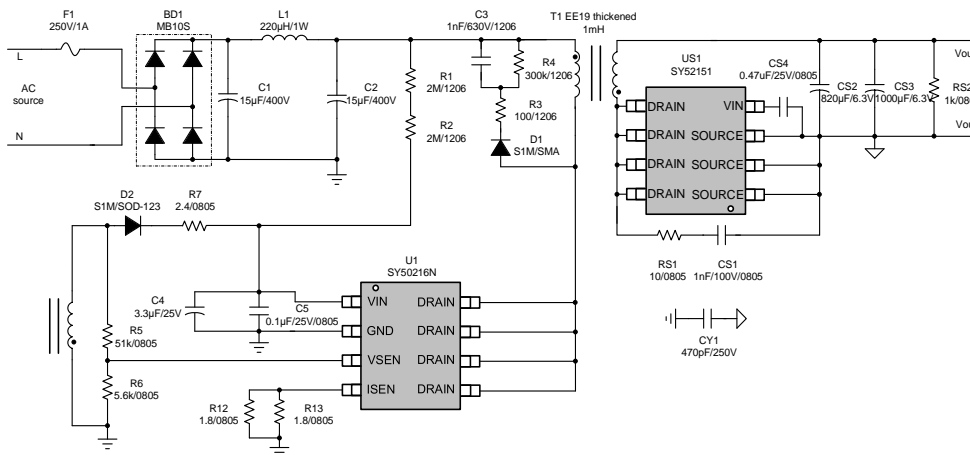 F1
250V/1A
BD1
MB10S
L1
220µH/1W
C3
1nF/630V/1206
T1 EE19 thickened
1mH
L
AC
source
N
C1
15µF/400V
C2
15µF/400V
R1
2M/1206
R2
2M/1206
R4
300k/1206
R3
100/1206
D1
S1M/SMA
US1
SY52151
CS4
0.47uF/25V/0805
CS2
820µF/6.3V
CS3
1000µF/6.3V
RS2
1k/080
Vou
Vou
DRAIN
VIN
DRAIN
SOURCE
DRAIN
SOURCE
DRAIN
SOURCE
RS1
10/0805
CS1
1nF/100V/0805
D2
S1M/SOD-123
R7
2.4/0805
U1
SY50216N
C4
3.3µF/25V
C5
0.1µF/25V/0805
VIN
DRAIN
GND
DRAIN
VSEN
DRAIN
ISEN
DRAIN
R5
51k/0805
R6
5.6k/0805
R12
1.8/0805
R13
1.8/0805
CY1
470pF/250V